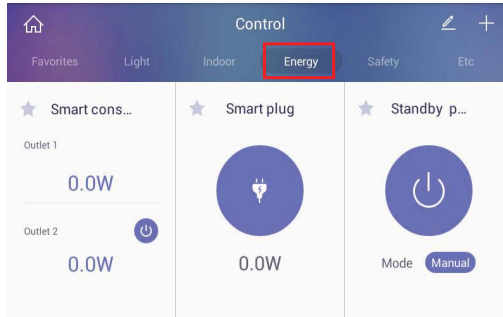 Control
Favorites Light Indoor Energy Safety Etc
Smart cons...
Outlet 1
0.0W
Outlet 2
0.0W
Smart plug
0.0W
Standby p...
Mode Manual